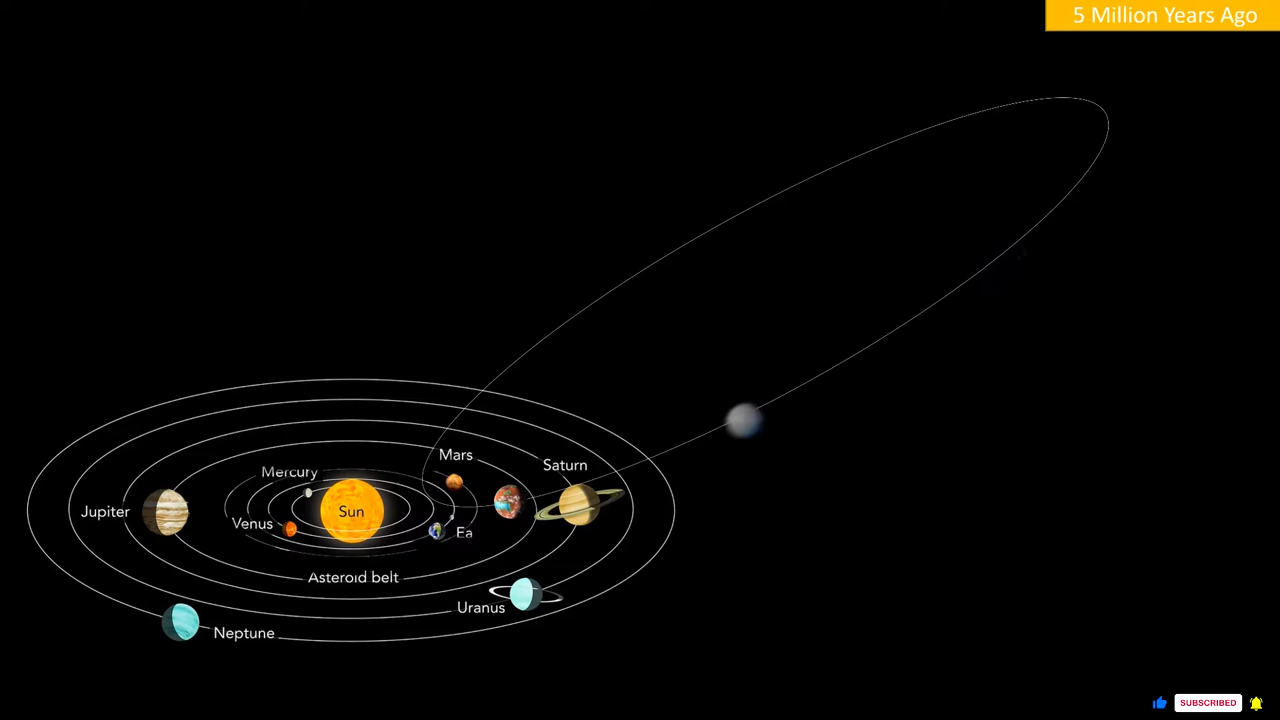 5 Million Years Ago
Mars
Saturn
Mercury
Jupiter
Sun
Venus
Ea
Asteroid belt
Uranus
Neptune
SUBSCRIBED